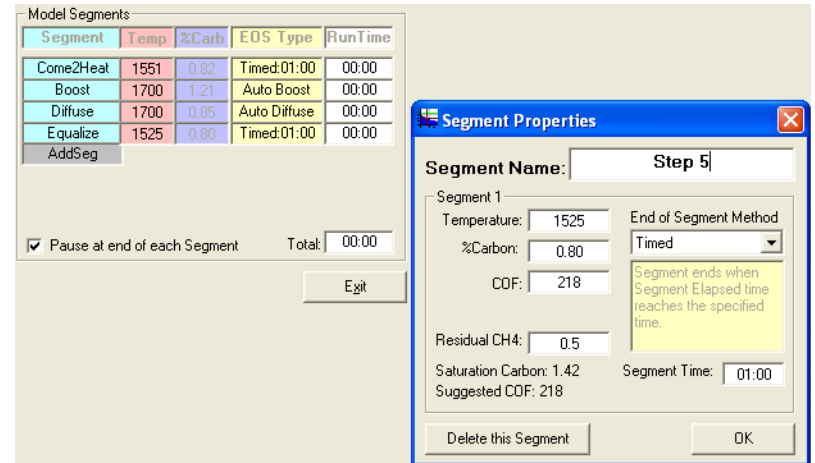 Model Segments
Segment Temp %Carb EOS Type RunTime
Come2Heat 1551 0.82 Timed:01:00 00:00
Boost 1700 1.21 Auto Boost 00:00
Diffuse 1700 0.85 Auto Diffuse 00:00
Equalize 1525 0.80 Timed:01:00 00:00
AddSeg
Pause at end of each Segment Total: 00:00
Exit
Segment Properties
Segment Name: Step 5
Segment 1
Temperature: 1525
%Carbon: 0.80
COF: 218
Residual CH4: 0.5
Saturation Carbon: 1.42
Suggested COF: 218
End of Segment Method
Timed
Segment ends when
Segment Elapsed time
reaches the specified
time.
Segment Time: 01:00
Delete this Segment OK